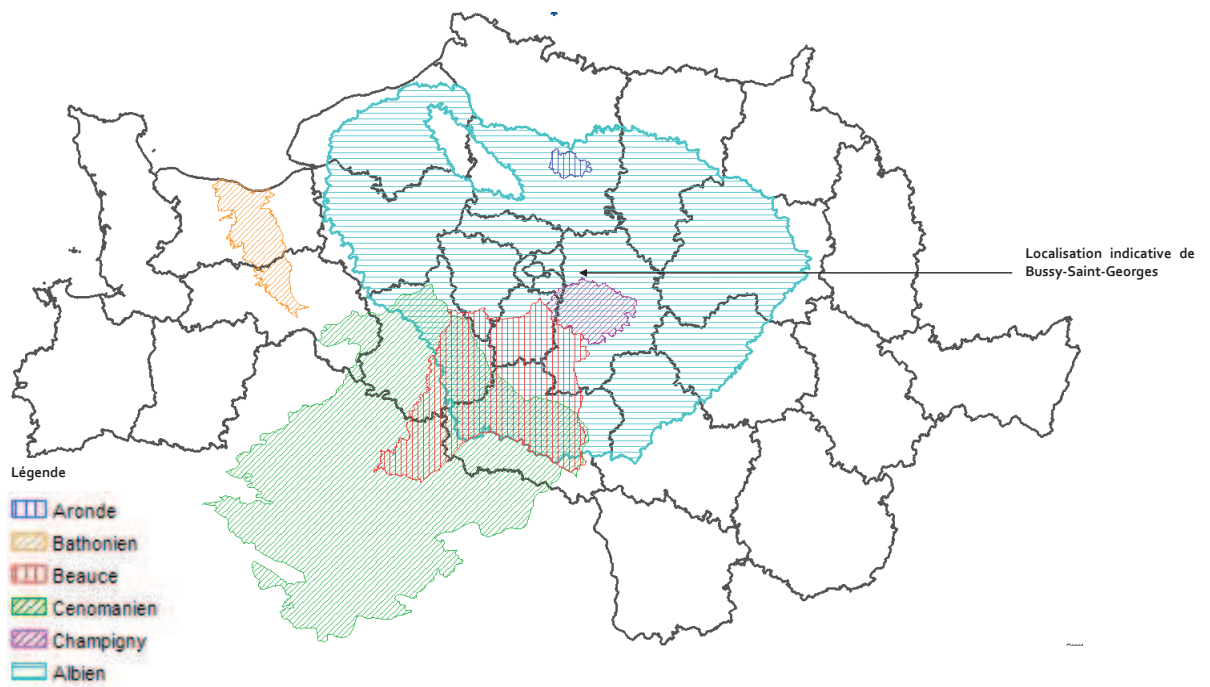 Localisation indicative de
Bussy-Saint-Georges
Légende
Aronde
Bathonien
Beauce
Cenomanien
Champigny
Albien